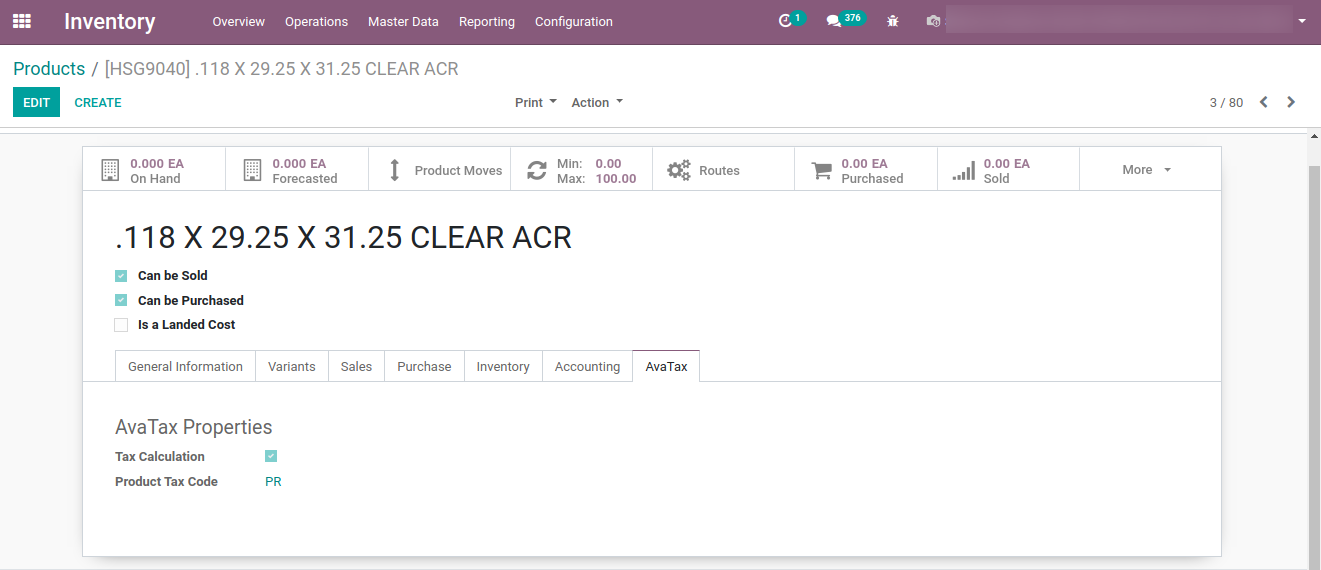 Inventory Overview Operations Master Data Reporting Configuration 1 376
Products / [HSG9040] .118 X 29.25 X 31.25 CLEAR ACR
EDIT CREATE Print Action 3 / 80
0.000 EA 0.000 EA Product Moves Min: 0.00 Routes 0.00 EA 0.00 EA More
On Hand Forecasted Max: 100.00 Purchased Sold
.118 X 29.25 X 31.25 CLEAR ACR
Can be Sold
Can be Purchased
Is a Landed Cost
General Information Variants Sales Purchase Inventory Accounting AvaTax
AvaTax Properties
Tax Calculation
Product Tax Code PR